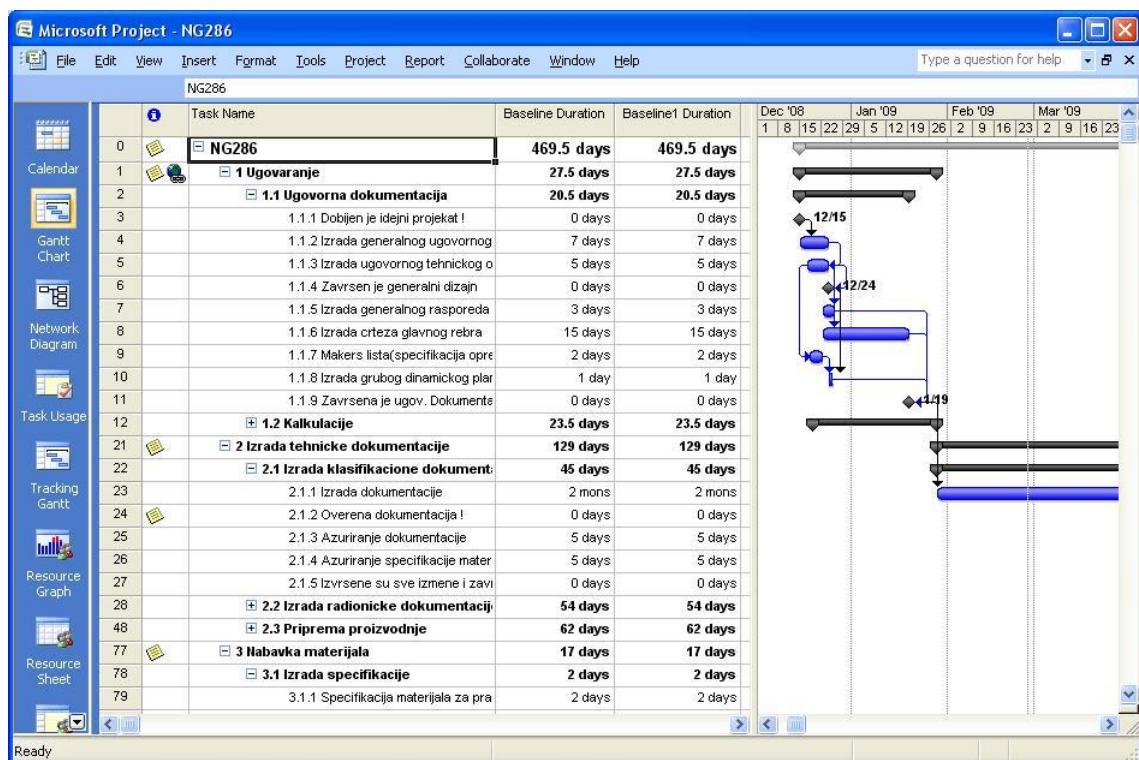 Microsoft Project - NG286
File Edit View Insert Format Tools Project Report Collaborate Window Help Type a question for help
NG286
Task Name Baseline Duration Baseline1 Duration Dec '08 Jan '09 Feb '09 Mar '09
1 8 15 22 29 5 12 19 26 2 9 16 23 2 9 16 23
0 NG286 469.5 days 469.5 days
1 1 Ugovaranje 27.5 days 27.5 days
2 1.1 Ugovorna dokumentacija 20.5 days 20.5 days
3 1.1.1 Dobijen je idejni projekat ! 0 days 0 days 12/15
4 1.1.2 Izrada generalnog ugovornog 7 days 7 days
5 1.1.3 Izrada ugovornog tehnickog o 5 days 5 days
6 1.1.4 Zavrsen je generalni dizajn 0 days 0 days 12/24
7 1.1.5 Izrada generalnog rasporeda 3 days 3 days
8 1.1.6 Izrada crteza glavnog rebra 15 days 15 days
9 1.1.7 Makers lista(specifikacija opre 2 days 2 days
10 1.1.8 Izrada grubog dinamickog plar 1 day 1 day
11 1.1.9 Zavrsena je ugov. Dokumenta 0 days 0 days 1/19
12 1.2 Kalkulacije 23.5 days 23.5 days
21 2 Izrada tehnicke dokumentacije 129 days 129 days
22 2.1 Izrada klasifikacione dokument 45 days 45 days
23 2.1.1 Izrada dokumentacije 2 mons 2 mons
24 2.1.2 Overena dokumentacija ! 0 days 0 days
25 2.1.3 Azuriranje dokumentacije 5 days 5 days
26 2.1.4 Azuriranje specifikacije mater 5 days 5 days
27 2.1.5 Izvrsene su sve izmene i zavi 0 days 0 days
28 2.2 Izrada radionicke dokumentacij 54 days 54 days
48 2.3 Priprema proizvodnje 62 days 62 days
77 3 Nabavka materijala 17 days 17 days
78 3.1 Izrada specifikacije 2 days 2 days
79 3.1.1 Specifikacija materijala za pra 2 days 2 days
Calendar
Gantt
Chart
Network
Diagram
Task Usage
Tracking
Gantt
Resource
Graph
Resource
Sheet
Ready